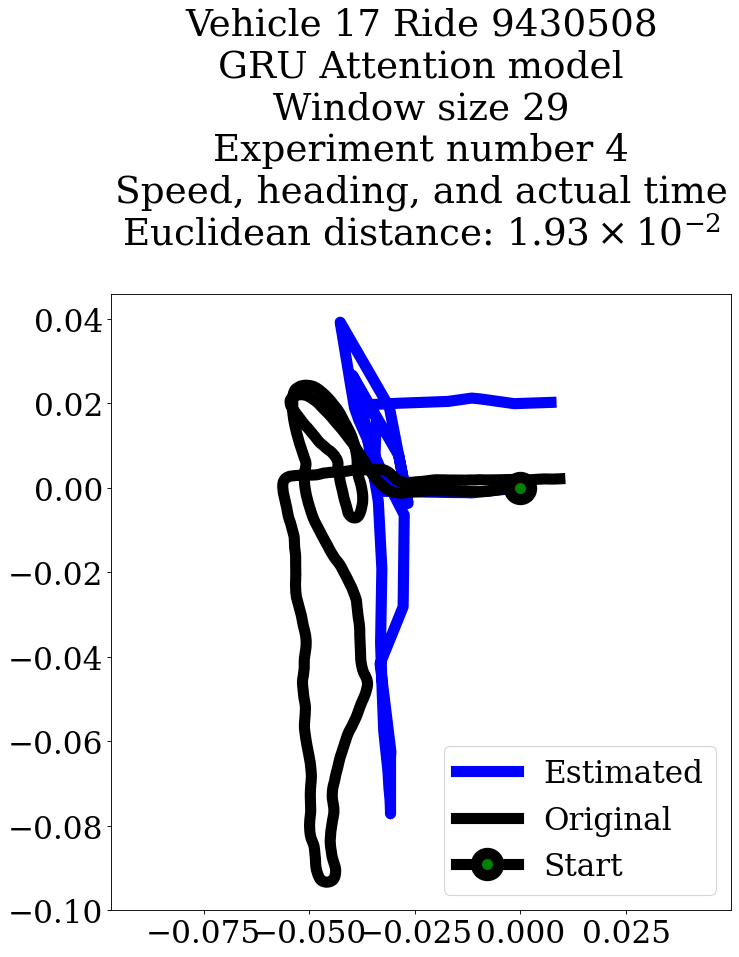 Vehicle 17 Ride 9430508
GRU Attention model
Window size 29
Experiment number 4
Speed, heading, and actual time
Euclidean distance: 1.93 × 10⁻²
0.04
0.02
0.00
−0.02
−0.04
−0.06
−0.08
−0.10
Estimated
Original
Start
−0.075 −0.050 −0.025 0.000 0.025